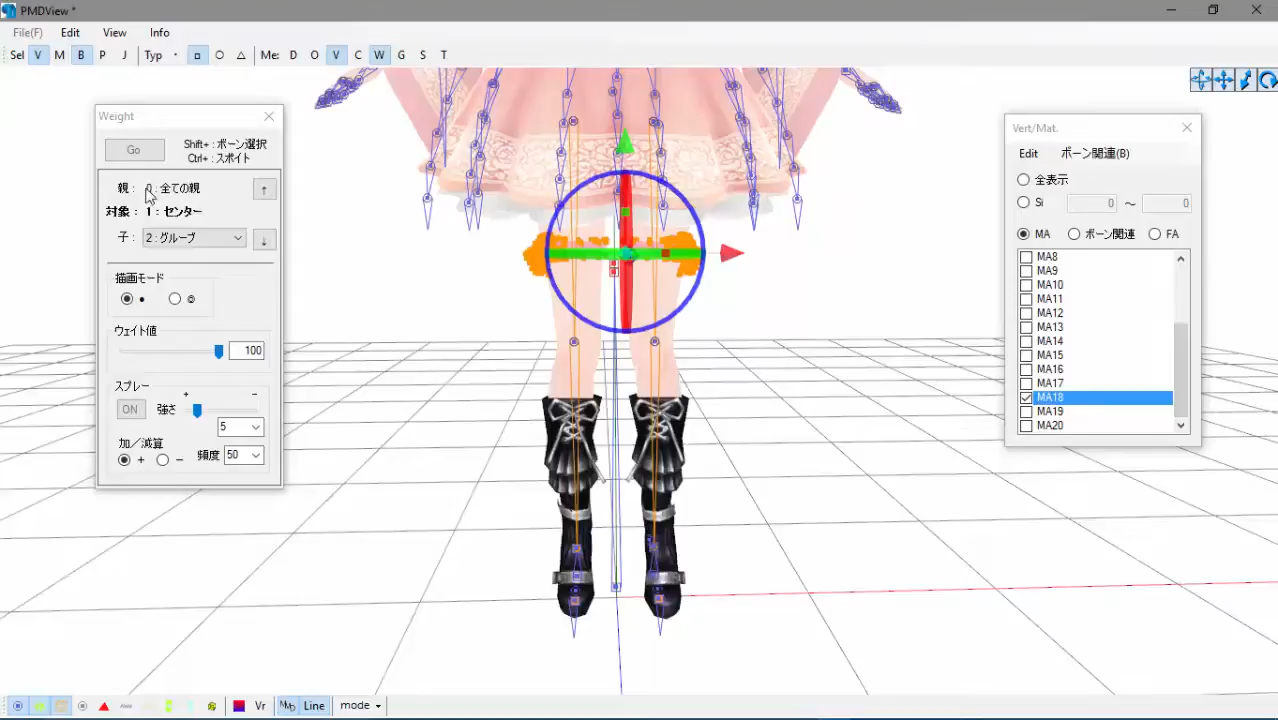 PMDView *
File(F) Edit View Info
Sel V M B P J Typ Me: D O V C W G S T
Weight
Go
Shift+ : ボーン選択
Ctrl+ : スポイト
親 : 0 : 全ての親 ↑
対象 : 1 : センター
子 : 2 : グルーブ ↓
描画モード
● ◎
ウェイト値
100
スプレー
+ −
ON 強さ
5
加/減算
+ − 頻度 50
Vert/Mat.
Edit ボーン関連(B)
全表示
Si 0 ～ 0
MA ボーン関連 FA
MA8
MA9
MA10
MA11
MA12
MA13
MA14
MA15
MA16
MA17
MA18
MA19
MA20
Vr Line mode